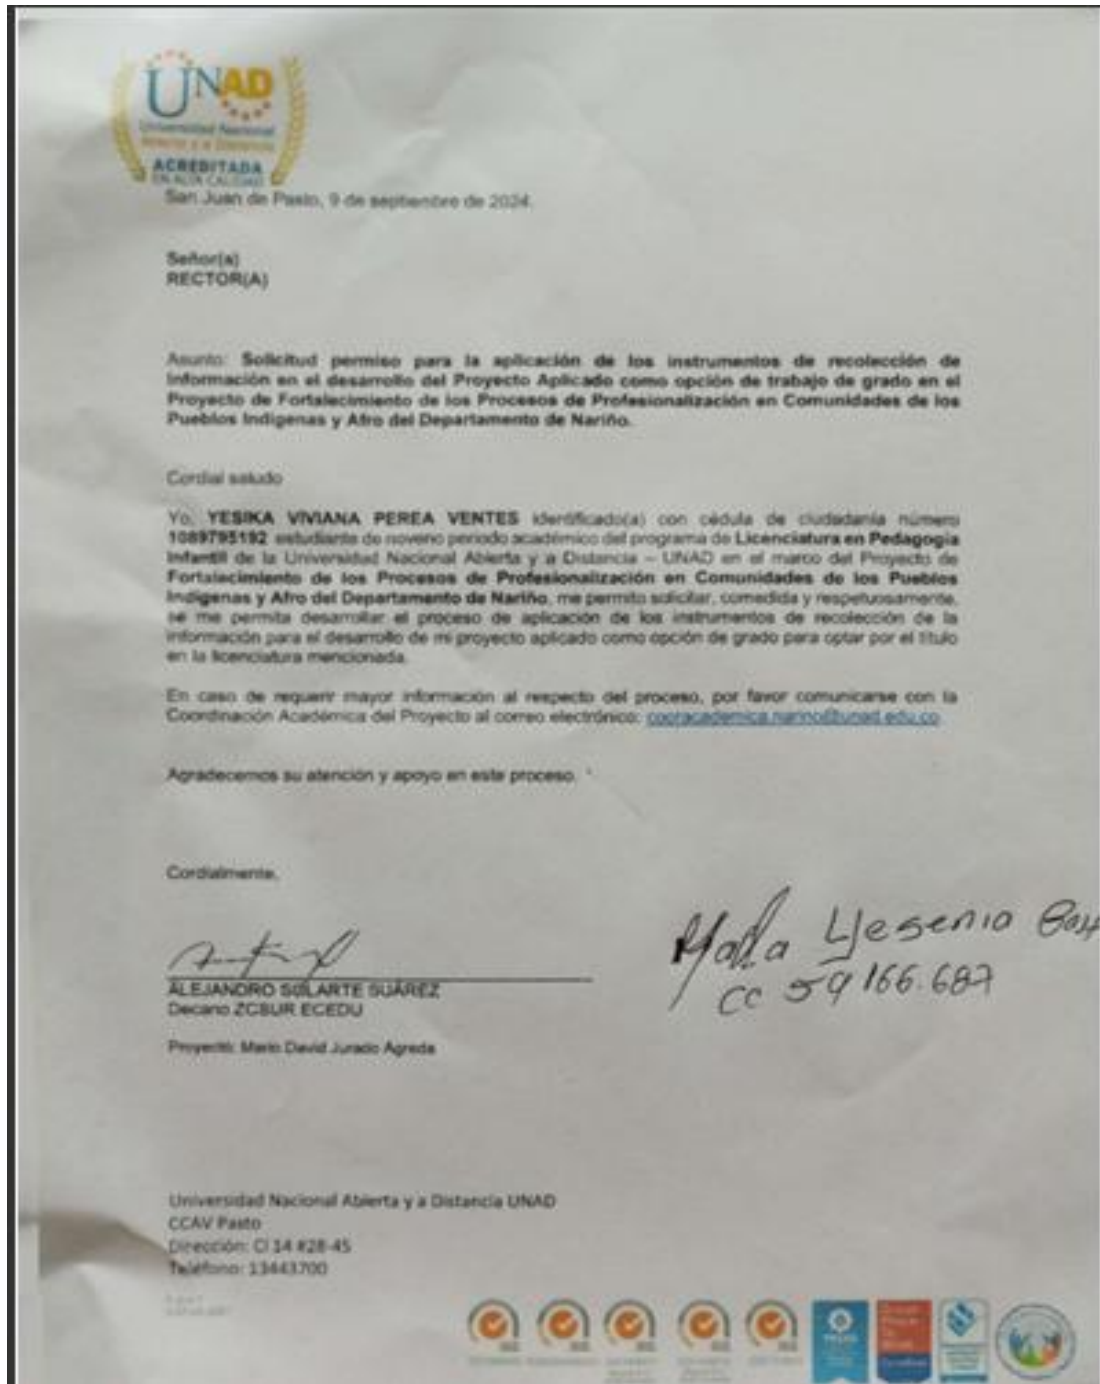 UNAD
Universidad Nacional
Abierta y a Distancia
ACREDITADA
EN ALTA CALIDAD
San Juan de Pasto, 9 de septiembre de 2024.
Señor(a)
RECTOR(A)
Asunto: Solicitud permiso para la aplicación de los instrumentos de recolección de
Información en el desarrollo del Proyecto Aplicado como opción de trabajo de grado en el
Proyecto de Fortalecimiento de los Procesos de Profesionalización en Comunidades de los
Pueblos Indígenas y Afro del Departamento de Nariño.
Cordial saludo
Yo, YESIKA VIVIANA PEREA VENTES identificado(a) con cédula de ciudadanía número
1089795192 estudiante de noveno periodo académico del programa de Licenciatura en Pedagogía
Infantil de la Universidad Nacional Abierta y a Distancia – UNAD en el marco del Proyecto de
Fortalecimiento de los Procesos de Profesionalización en Comunidades de los Pueblos
Indígenas y Afro del Departamento de Nariño, me permito solicitar, comedida y respetuosamente,
se me permita desarrollar el proceso de aplicación de los instrumentos de recolección de la
información para el desarrollo de mi proyecto aplicado como opción de grado para optar por el título
en la licenciatura mencionada.
En caso de requerir mayor información al respecto del proceso, por favor comunicarse con la
Coordinación Académica del Proyecto al correo electrónico: cooracademica.narino@unad.edu.co
Agradecemos su atención y apoyo en este proceso.
Cordialmente,
Yesenia
CC 59166.687
ALEJANDRO SOLARTE SUÁREZ
Decano ZCSUR ECEDU
Proyectó: Mario David Jurado Agreda
Universidad Nacional Abierta y a Distancia UNAD
CCAV Pasto
Dirección: Cl 14 #28-45
Teléfono: 13443700